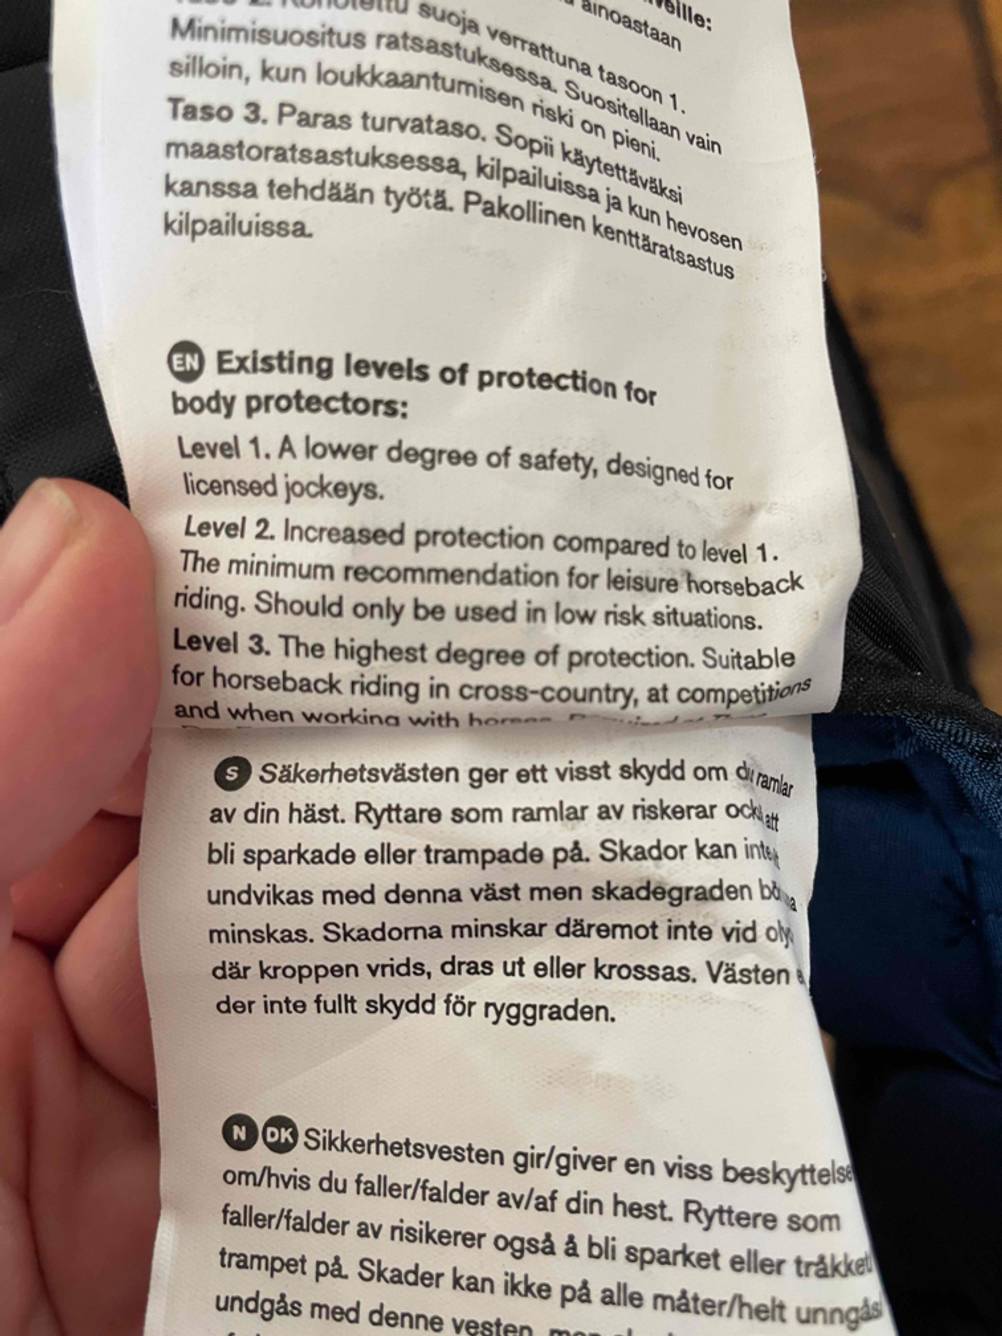 veille:
ainoastaan
suoja verrattuna tasoon 1.
Minimisuositus ratsastuksessa. Suositellaan vain
silloin, kun loukkaantumisen riski on pieni.
Taso 3. Paras turvataso. Sopii käytettäväksi
maastoratsastuksessa, kilpailuissa ja kun hevosen
kanssa tehdään työtä. Pakollinen kenttäratsastus
kilpailuissa.
EN Existing levels of protection for
body protectors:
Level 1. A lower degree of safety, designed for
licensed jockeys.
Level 2. Increased protection compared to level 1.
The minimum recommendation for leisure horseback
riding. Should only be used in low risk situations.
Level 3. The highest degree of protection. Suitable
for horseback riding in cross-country, at competitions
and when working with
S Säkerhetsvästen ger ett visst skydd om du ramlar
av din häst. Ryttare som ramlar av riskerar också att
bli sparkade eller trampade på. Skador kan inte
undvikas med denna väst men skadegraden
minskas. Skadorna minskar däremot inte vid
där kroppen vrids, dras ut eller krossas. Västen
der inte fullt skydd för ryggraden.
N DK Sikkerhetsvesten gir/giver en viss beskyttelse
om/hvis du faller/falder av/af din hest. Ryttere som
faller/falder av risikerer også å bli sparket eller tråkket
trampet på. Skader kan ikke på alle måter/helt unngås
undgås med denne vesten